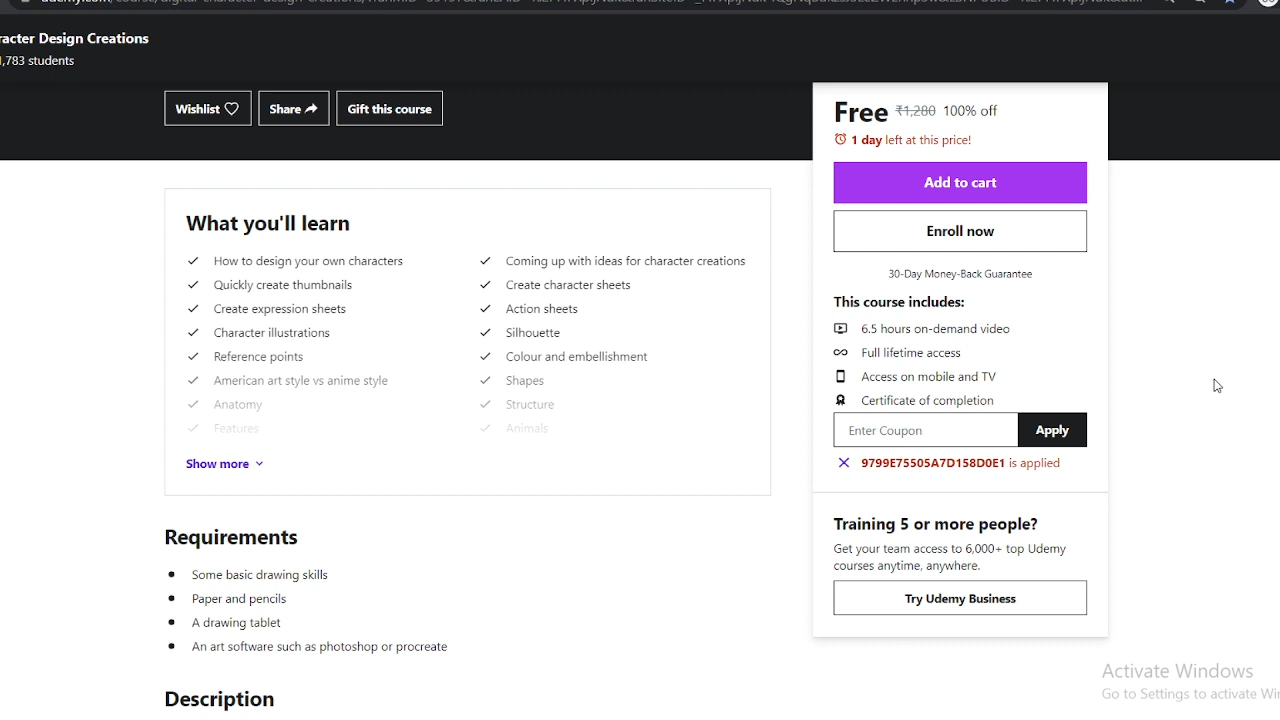 racter Design Creations
,783 students
Wishlist
Share
Gift this course
Free ₹1,280 100% off
1 day left at this price!
Add to cart
Enroll now
30-Day Money-Back Guarantee
This course includes:
6.5 hours on-demand video
Full lifetime access
Access on mobile and TV
Certificate of completion
Enter Coupon
Apply
9799E75505A7D158D0E1 is applied
Training 5 or more people?
Get your team access to 6,000+ top Udemy
courses anytime, anywhere.
Try Udemy Business
What you'll learn
How to design your own characters
Quickly create thumbnails
Create expression sheets
Character illustrations
Reference points
American art style vs anime style
Anatomy
Features
Coming up with ideas for character creations
Create character sheets
Action sheets
Silhouette
Colour and embellishment
Shapes
Structure
Animals
Show more
Requirements
Some basic drawing skills
Paper and pencils
A drawing tablet
An art software such as photoshop or procreate
Description
Activate Windows
Go to Settings to activate Wi